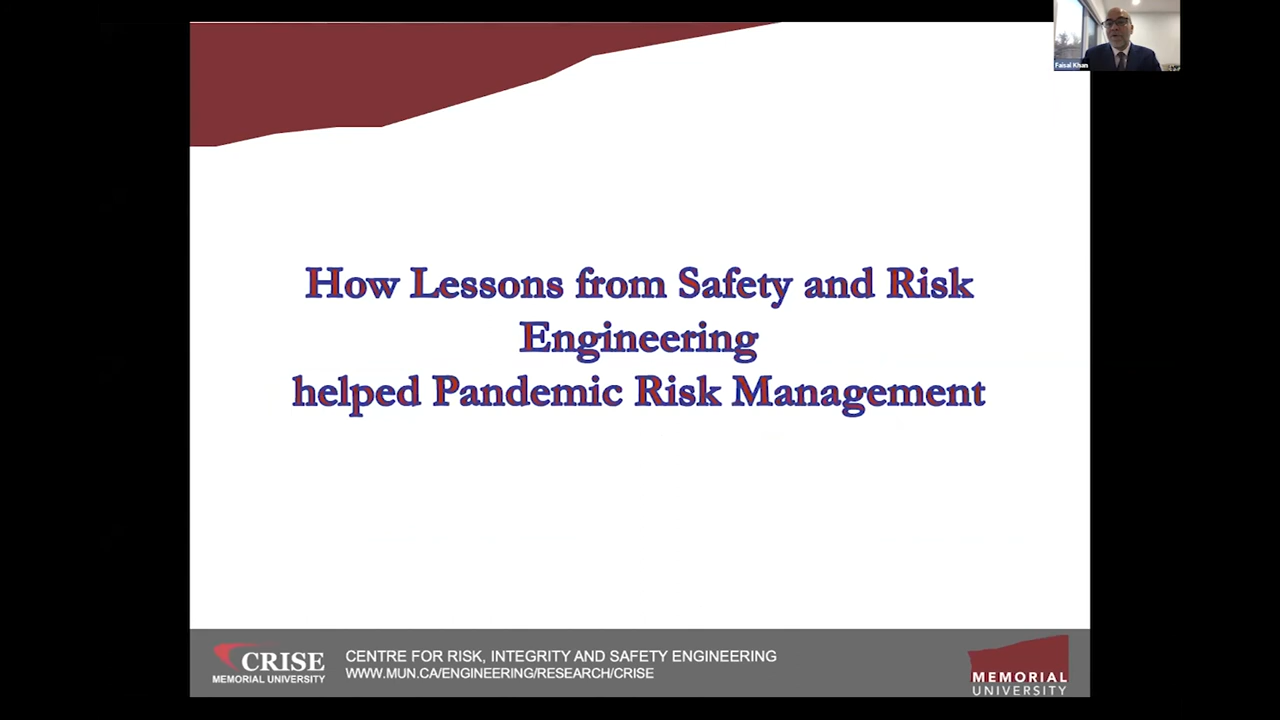 Faisal Khan
How Lessons from Safety and Risk
Engineering
helped Pandemic Risk Management
CRISE
MEMORIAL UNIVERSITY
CENTRE FOR RISK, INTEGRITY AND SAFETY ENGINEERING
WWW.MUN.CA/ENGINEERING/RESEARCH/CRISE
MEMORIAL
UNIVERSITY